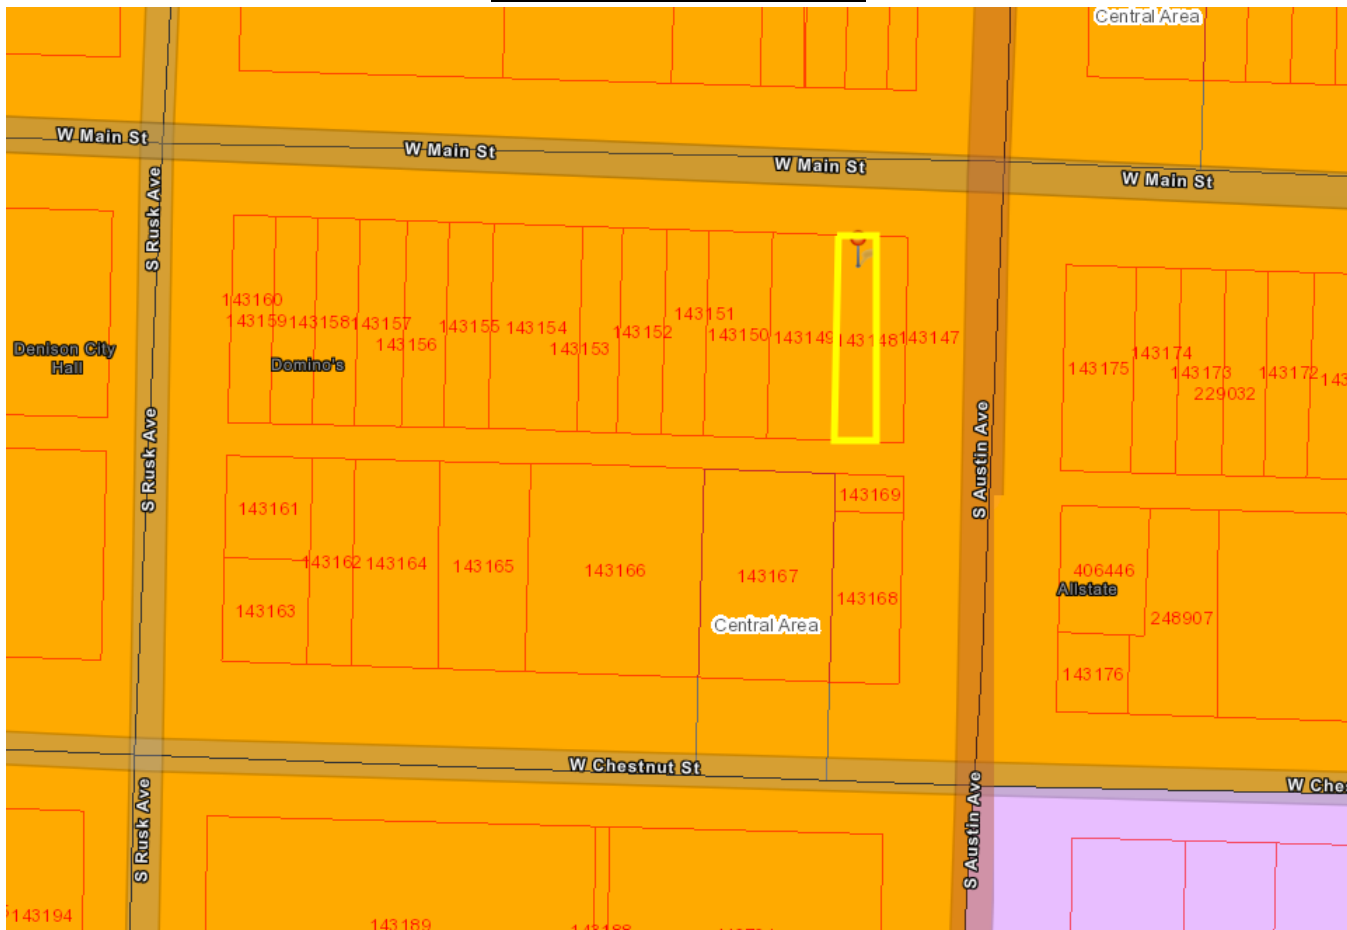 Central Area
W Main St
W Main St
W Main St
W Main St
S Rusk Ave
143160
143159
143158
143157
143156
143155
143154
143153
143152
143151
143150
143149
143148
143147
143175
143174
143173
229032
143172
143
Denison City
Hall
Domino's
S Rusk Ave
S Austin Ave
143161
143162
143163
143164
143165
143166
143167
143169
143168
Central Area
406446
Allstate
248907
143176
W Chestnut St
W Ches
S Rusk Ave
S Austin Ave
143194
143189